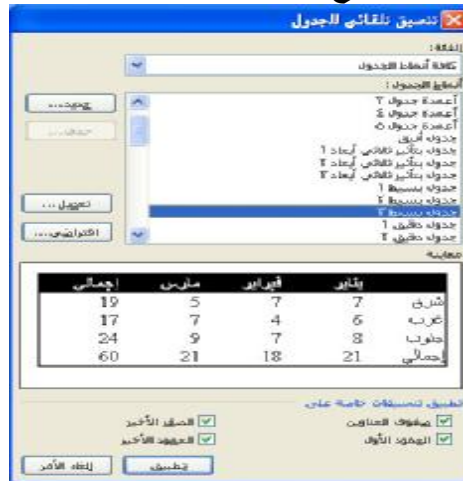 تنسيق تلقائي للجدول
الفئة:
كافة أنماط الجدول
أنماط الجدول:
أعمدة جدول ٣
أعمدة جدول ٤
أعمدة جدول ٥
جدول أنيق
جدول بتأثير ثلاثي أبعاد ١
جدول بتأثير ثلاثي أبعاد ٢
جدول بتأثير ثلاثي أبعاد ٣
جدول بسيط ١
جدول بسيط ٢
جدول بسيط ٣
جدول دقيق ١
جدول دقيق ٢
جديد...
حذف...
تعديل...
افتراضي...
معاينة
يناير فبراير مارس إجمالي
شرق 7 7 5 19
غرب 6 4 7 17
جنوب 8 7 9 24
إجمالي 21 18 21 60
تطبيق تنسيقات خاصة على
صفوف العناوين الصف الأخير
العمود الأول العمود الأخير
تطبيق إلغاء الأمر